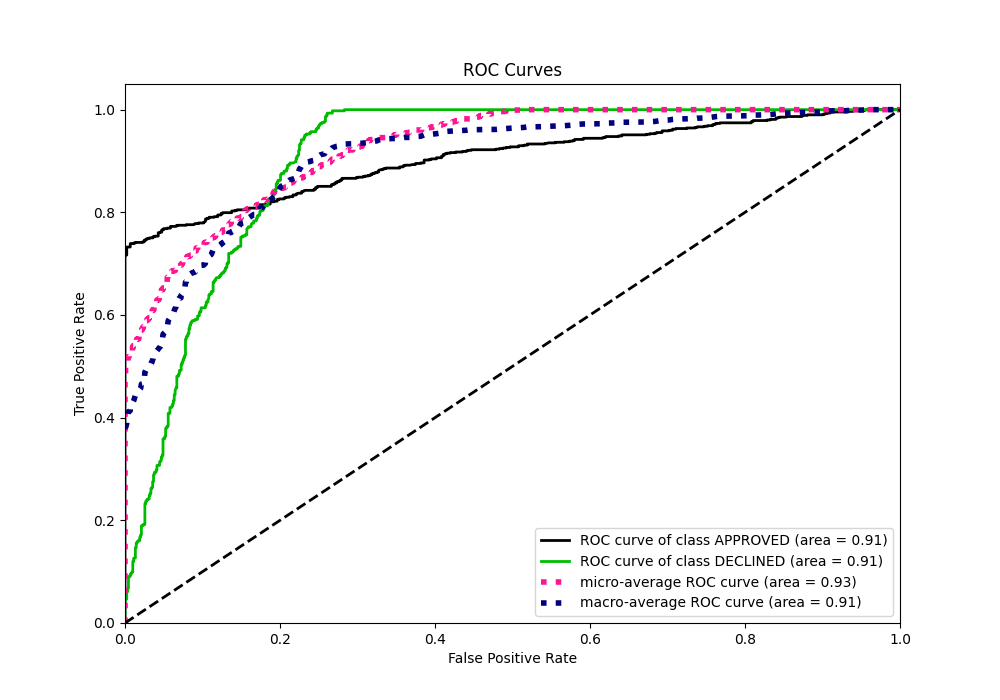 ROC Curves
1.0
0.8
0.6
0.4
0.2
0.0
True Positive Rate
0.0 0.2 0.4 0.6 0.8 1.0
False Positive Rate
ROC curve of class APPROVED (area = 0.91)
ROC curve of class DECLINED (area = 0.91)
micro-average ROC curve (area = 0.93)
macro-average ROC curve (area = 0.91)